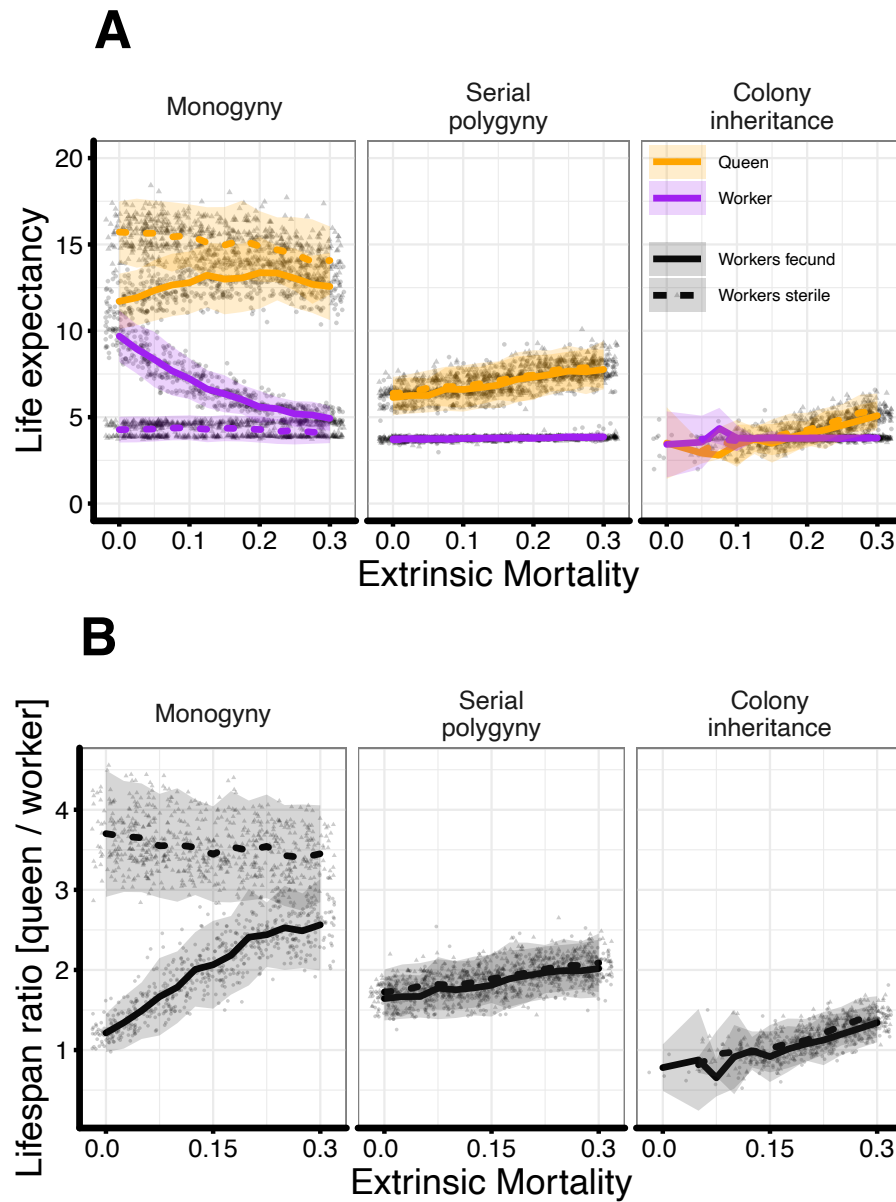 A
Monogyny
Serial
polygyny
Colony
inheritance
Life expectancy
20
15
10
5
0
Queen
Worker
Workers fecund
Workers sterile
0.0 0.1 0.2 0.3
0.0 0.1 0.2 0.3
0.0 0.1 0.2 0.3
Extrinsic Mortality
B
Monogyny
Serial
polygyny
Colony
inheritance
Lifespan ratio [queen / worker]
4
3
2
1
0.0 0.15 0.3
0.0 0.15 0.3
0.0 0.15 0.3
Extrinsic Mortality